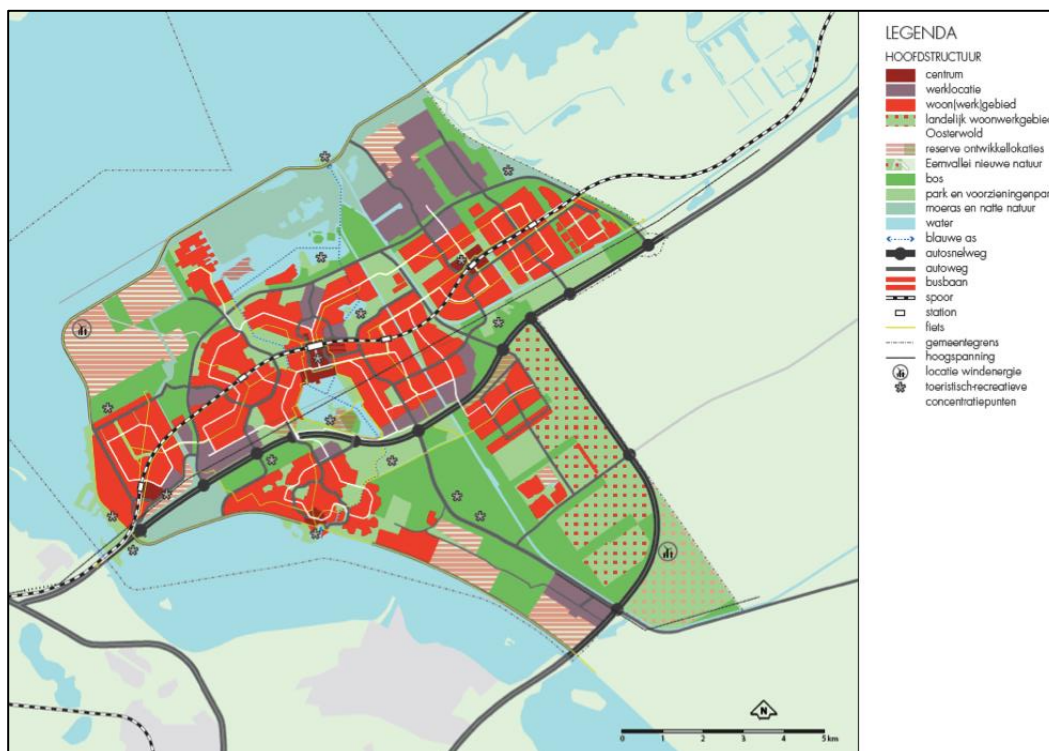 LEGENDA
HOOFDSTRUCTUUR
centrum
werklocatie
woon(werk)gebied
landelijk woonwerkgebied
Oosterwold
reserve ontwikkellokaties
Eemvallei nieuwe natuur
bos
park en voorzieningenpark
moeras en natte natuur
water
blauwe as
autosnelweg
autoweg
busbaan
spoor
station
fiets
gemeentegrens
hoogspanning
locatie windenergie
toeristisch-recreatieve
concentratiepunten
N
0 1 2 3 4 5 km